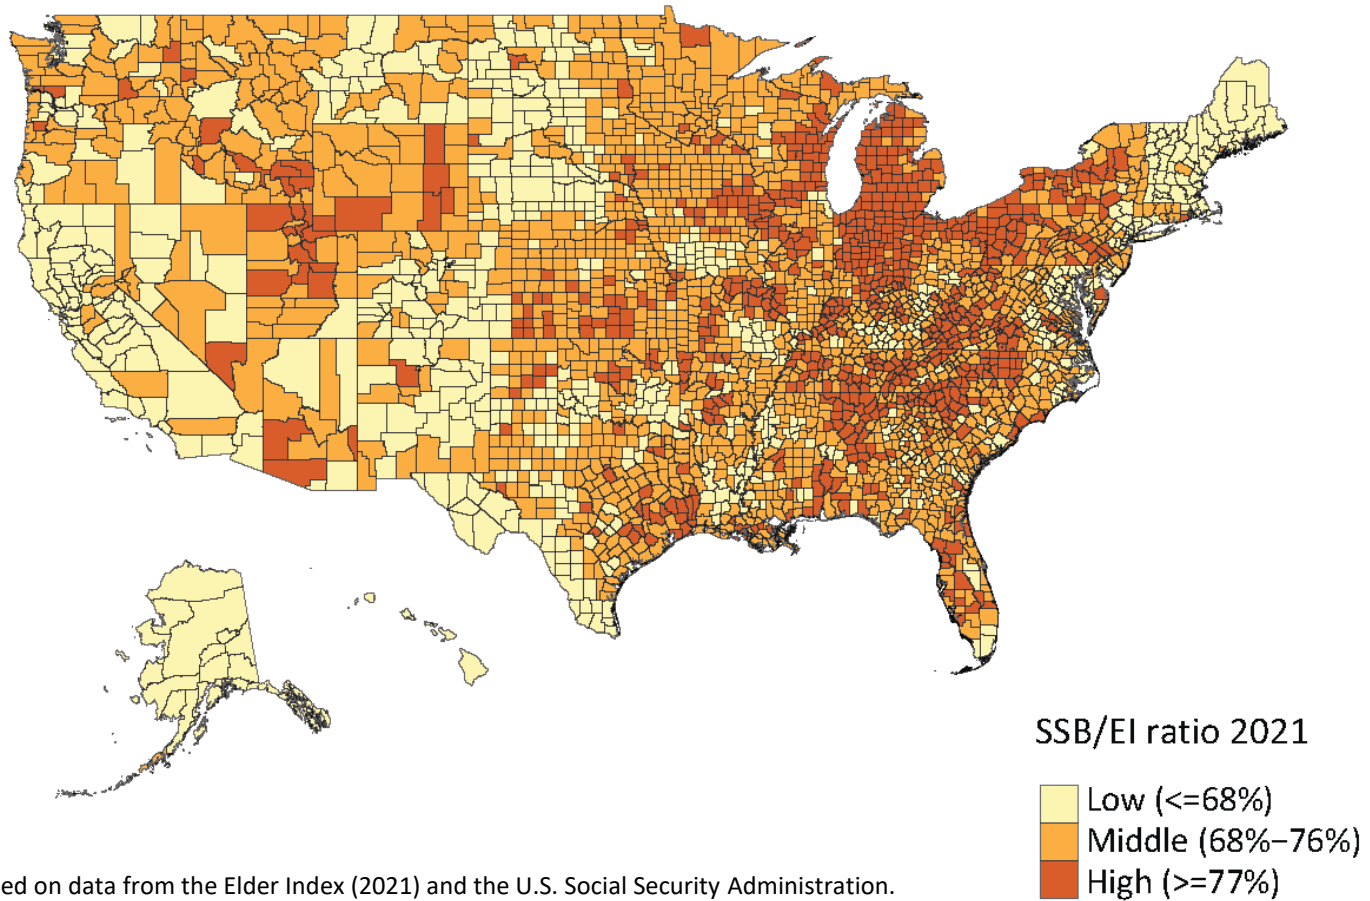 SSB/EI ratio 2021
Low (<=68%)
Middle (68%–76%)
High (>=77%)
ed on data from the Elder Index (2021) and the U.S. Social Security Administration.